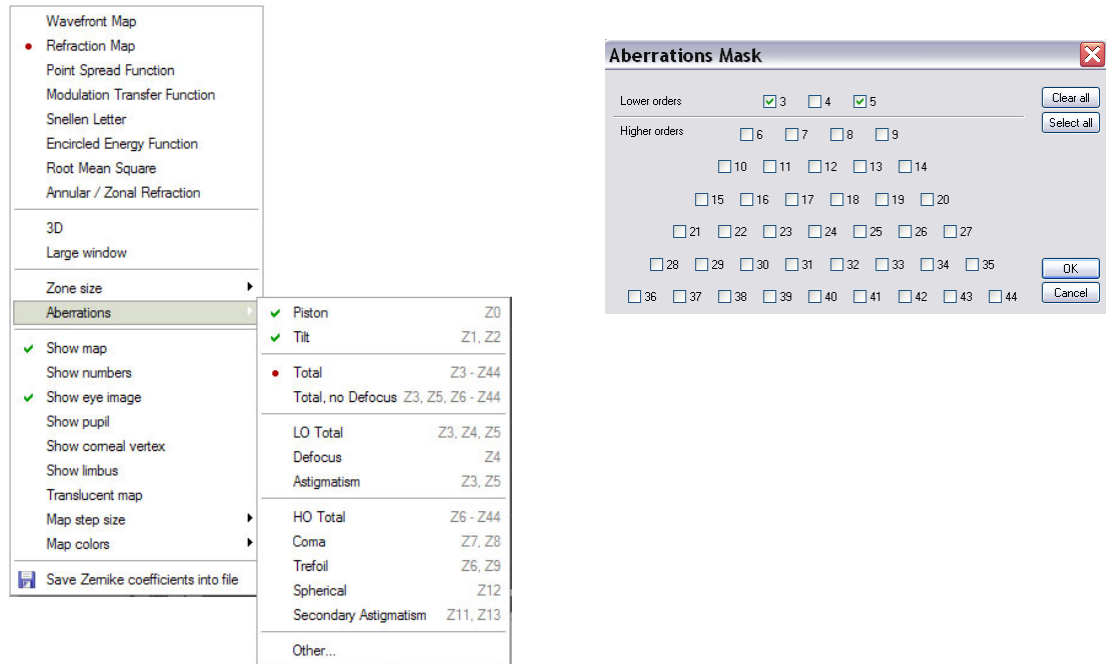 Wavefront Map
Refraction Map
Point Spread Function
Modulation Transfer Function
Snellen Letter
Encircled Energy Function
Root Mean Square
Annular / Zonal Refraction
3D
Large window
Zone size
Aberrations
Show map
Show numbers
Show eye image
Show pupil
Show corneal vertex
Show limbus
Translucent map
Map step size
Map colors
Save Zernike coefficients into file
Piston Z0
Tilt Z1, Z2
Total Z3 - Z44
Total, no Defocus Z3, Z5, Z6 - Z44
LO Total Z3, Z4, Z5
Defocus Z4
Astigmatism Z3, Z5
HO Total Z6 - Z44
Coma Z7, Z8
Trefoil Z6, Z9
Spherical Z12
Secondary Astigmatism Z11, Z13
Other...
Aberrations Mask
Lower orders 3 4 5
Clear all
Select all
Higher orders 6 7 8 9
10 11 12 13 14
15 16 17 18 19 20
21 22 23 24 25 26 27
28 29 30 31 32 33 34 35
36 37 38 39 40 41 42 43 44
OK
Cancel